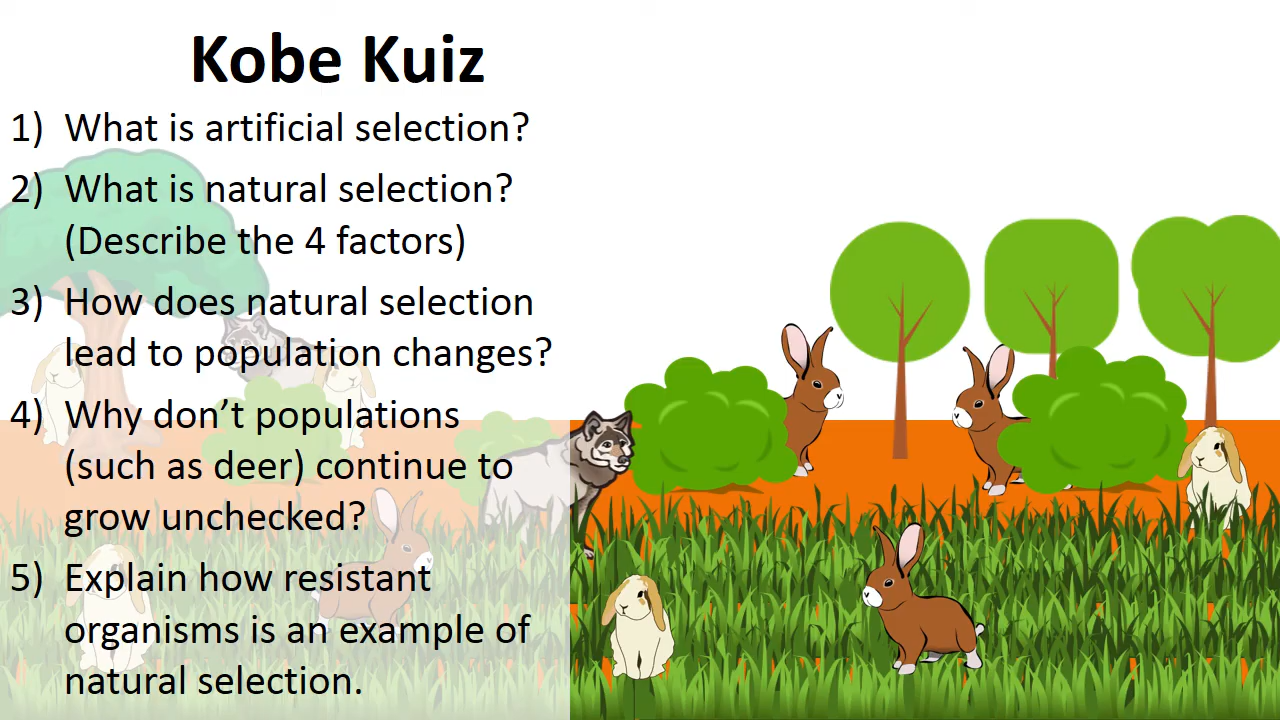 Kobe Kuiz
1) What is artificial selection?
2) What is natural selection?
(Describe the 4 factors)
3) How does natural selection
lead to population changes?
4) Why don’t populations
(such as deer) continue to
grow unchecked?
5) Explain how resistant
organisms is an example of
natural selection.